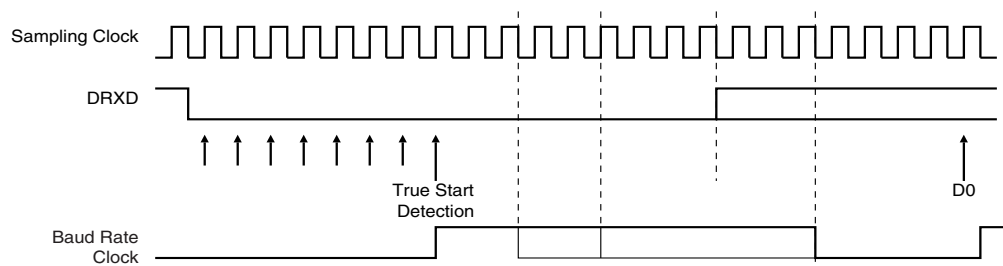 Sampling Clock
DRXD
True Start
Detection
D0
Baud Rate
Clock